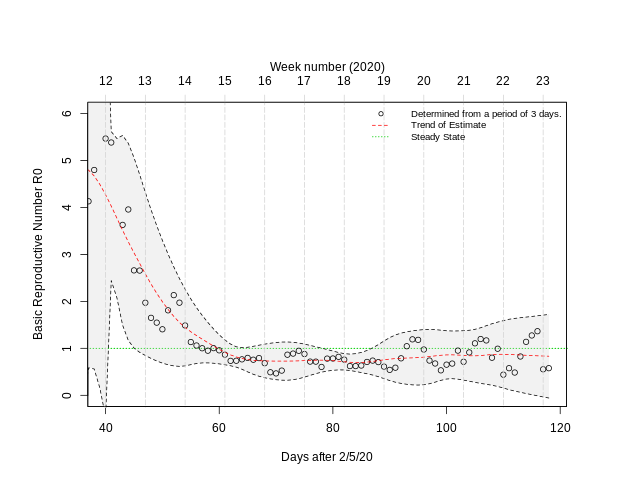 Week number (2020)
12 13 14 15 16 17 18 19 20 21 22 23
Determined from a period of 3 days.
Trend of Estimate
Steady State
Basic Reproductive Number R0
6
5
4
3
2
1
0
40 60 80 100 120
Days after 2/5/20